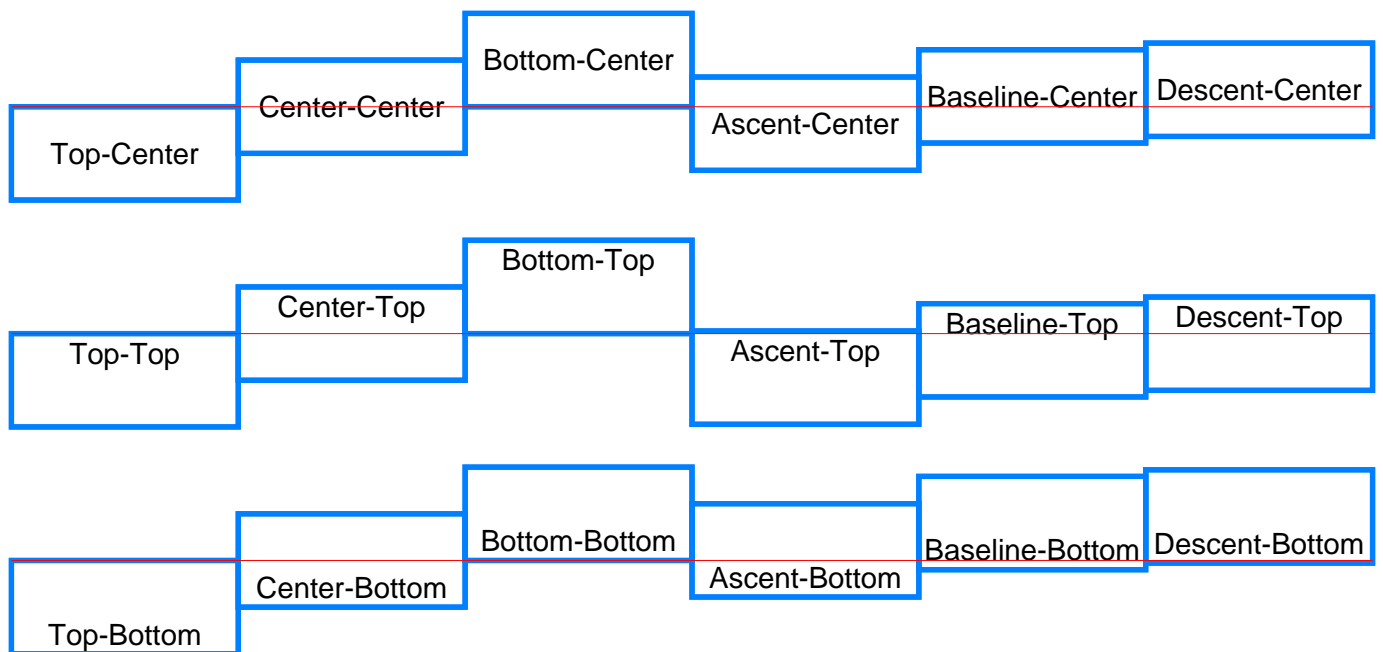 Top-Center Center-Center Bottom-Center Ascent-Center Baseline-Center Descent-Center
Top-Top Center-Top Bottom-Top Ascent-Top Baseline-Top Descent-Top
Top-Bottom Center-Bottom Bottom-Bottom Ascent-Bottom Baseline-Bottom Descent-Bottom